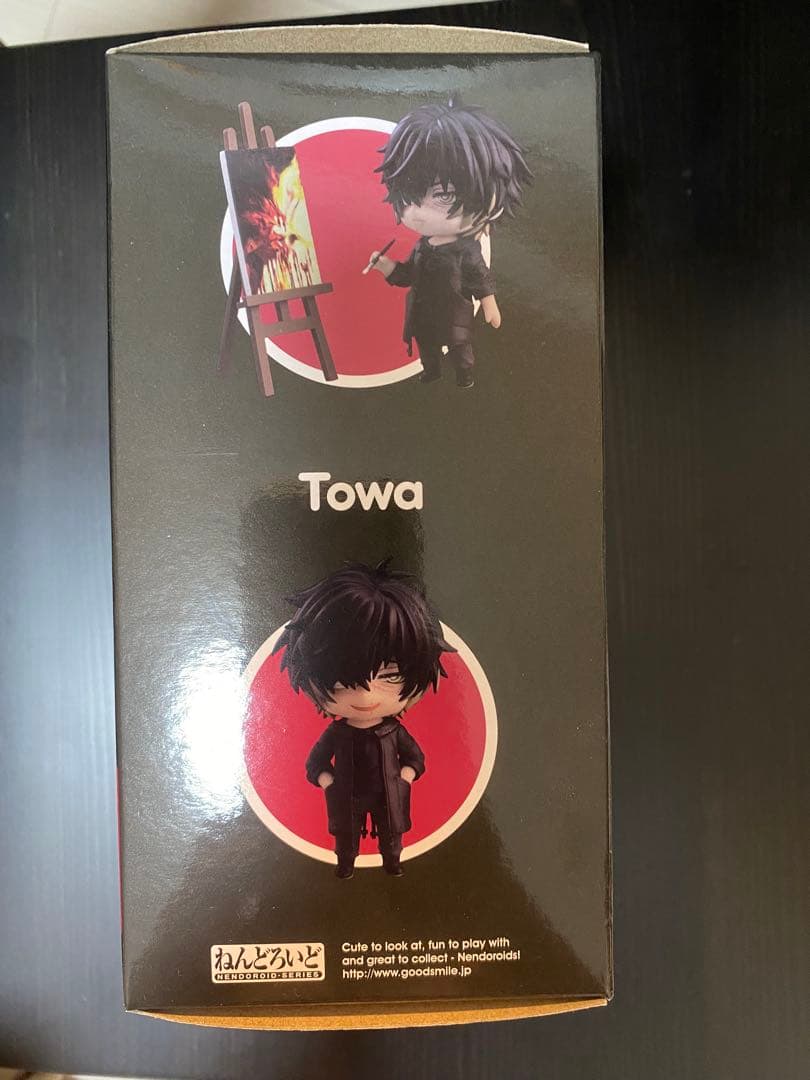 Towa
ねんどろいど
NENDOROID-SERIES
Cute to look at, fun to play with
and great to collect - Nendoroids!
http://www.goodsmile.jp